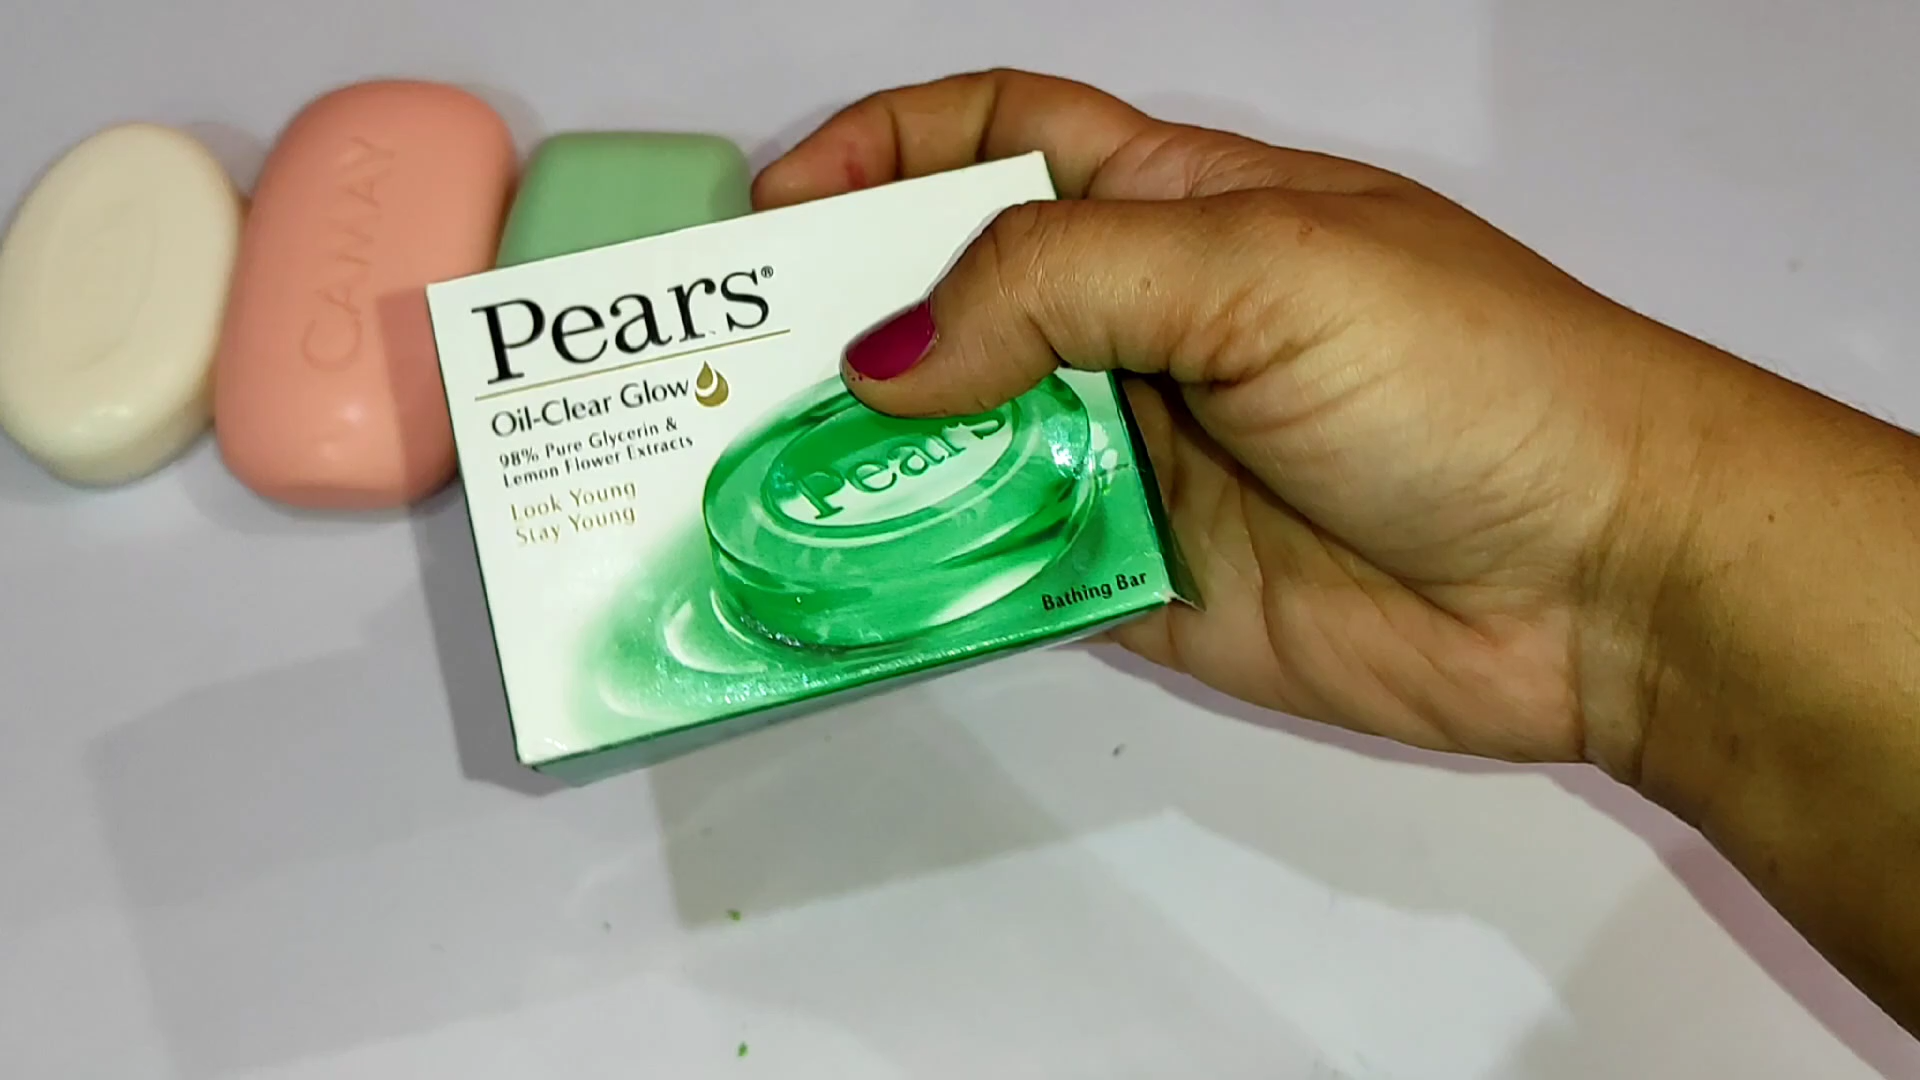 CAMAY
Pears®
Oil-Clear Glow
98% Pure Glycerin &
Lemon Flower Extracts
Look Young
Stay Young
Pears
Bathing Bar